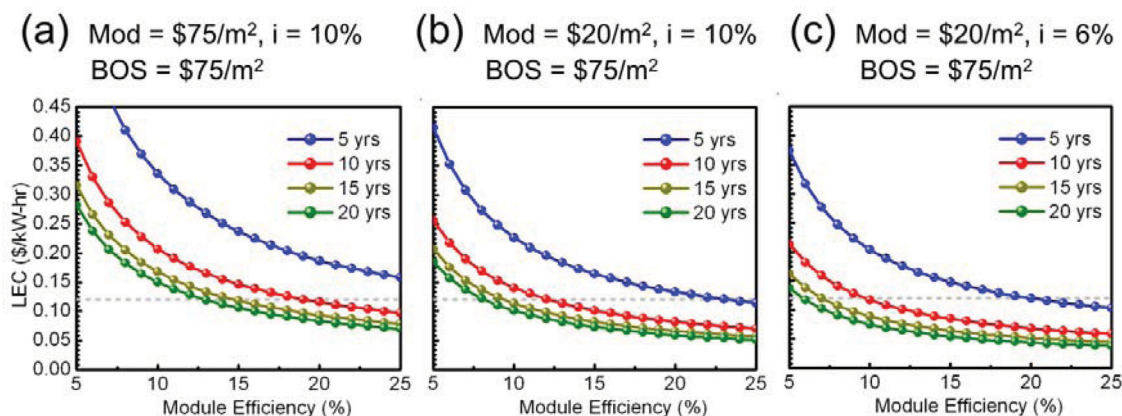 (a) Mod = $75/m², i = 10%
BOS = $75/m²
(b) Mod = $20/m², i = 10%
BOS = $75/m²
(c) Mod = $20/m², i = 6%
BOS = $75/m²
LEC ($/kW-hr)
0.45
0.40
0.35
0.30
0.25
0.20
0.15
0.10
0.05
0.00
5 yrs
10 yrs
15 yrs
20 yrs
5 10 15 20 25
Module Efficiency (%)
5 yrs
10 yrs
15 yrs
20 yrs
5 10 15 20 25
Module Efficiency (%)
5 yrs
10 yrs
15 yrs
20 yrs
5 10 15 20 25
Module Efficiency (%)